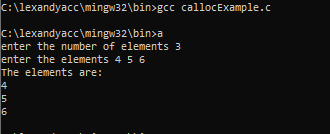 C:\lexandyacc\mingw32\bin>gcc callocExample.c
C:\lexandyacc\mingw32\bin>a
enter the number of elements 3
enter the elements 4 5 6
The elements are:
4
5
6